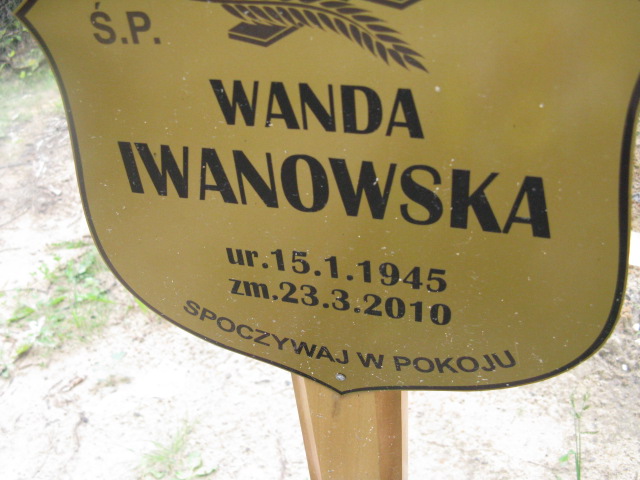 Ś.P.
WANDA
IWANOWSKA
ur.15.1.1945
zm.23.3.2010
SPOCZYWAJ W POKOJU